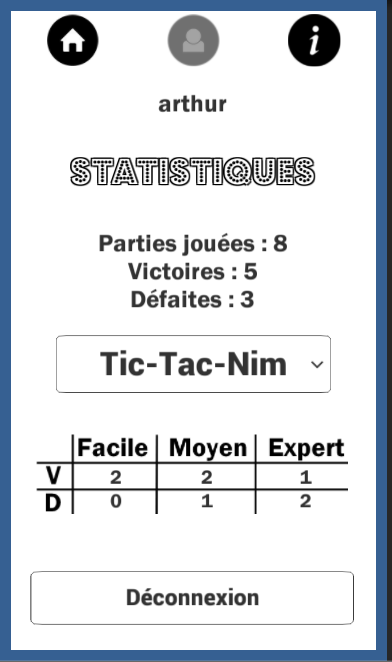 i
arthur
STATISTIQUES
Parties jouées : 8
Victoires : 5
Défaites : 3
Tic-Tac-Nim
Facile Moyen Expert
V 2 2 1
D 0 1 2
Déconnexion